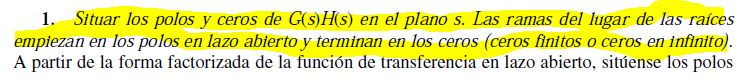 1. Situar los polos y ceros de G(s)H(s) en el plano s. Las ramas del lugar de las raíces
empiezan en los polos en lazo abierto y terminan en los ceros (ceros finitos o ceros en infinito).
A partir de la forma factorizada de la función de transferencia en lazo abierto, sitúense los polos